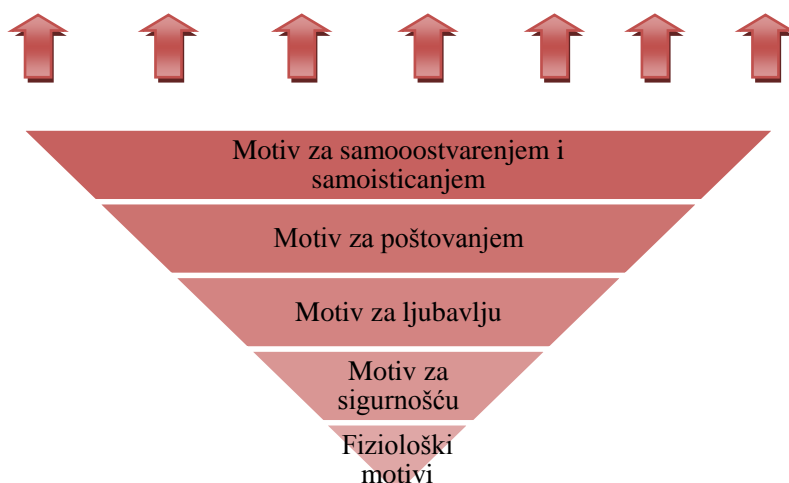 Motiv za samooostvarenjem i
samoisticanjem
Motiv za poštovanjem
Motiv za ljubavlju
Motiv za
sigurnošću
Fiziološki
motivi